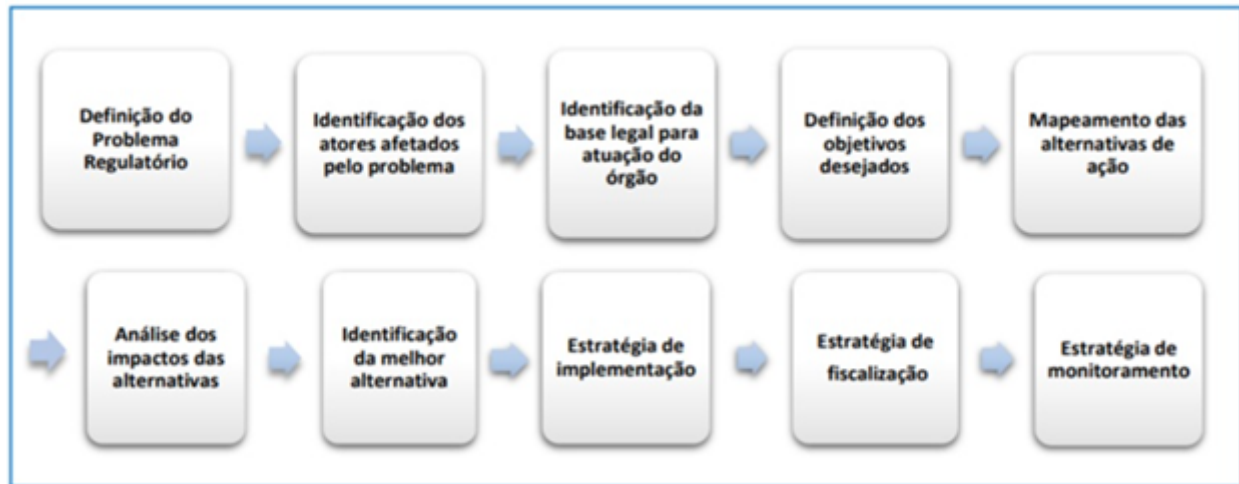 Definição do
Problema
Regulatório
Identificação dos
atores afetados
pelo problema
Identificação da
base legal para
atuação do
órgão
Definição dos
objetivos
desejados
Mapeamento das
alternativas de
ação
Análise dos
impactos das
alternativas
Identificação
da melhor
alternativa
Estratégia de
implementação
Estratégia de
fiscalização
Estratégia de
monitoramento